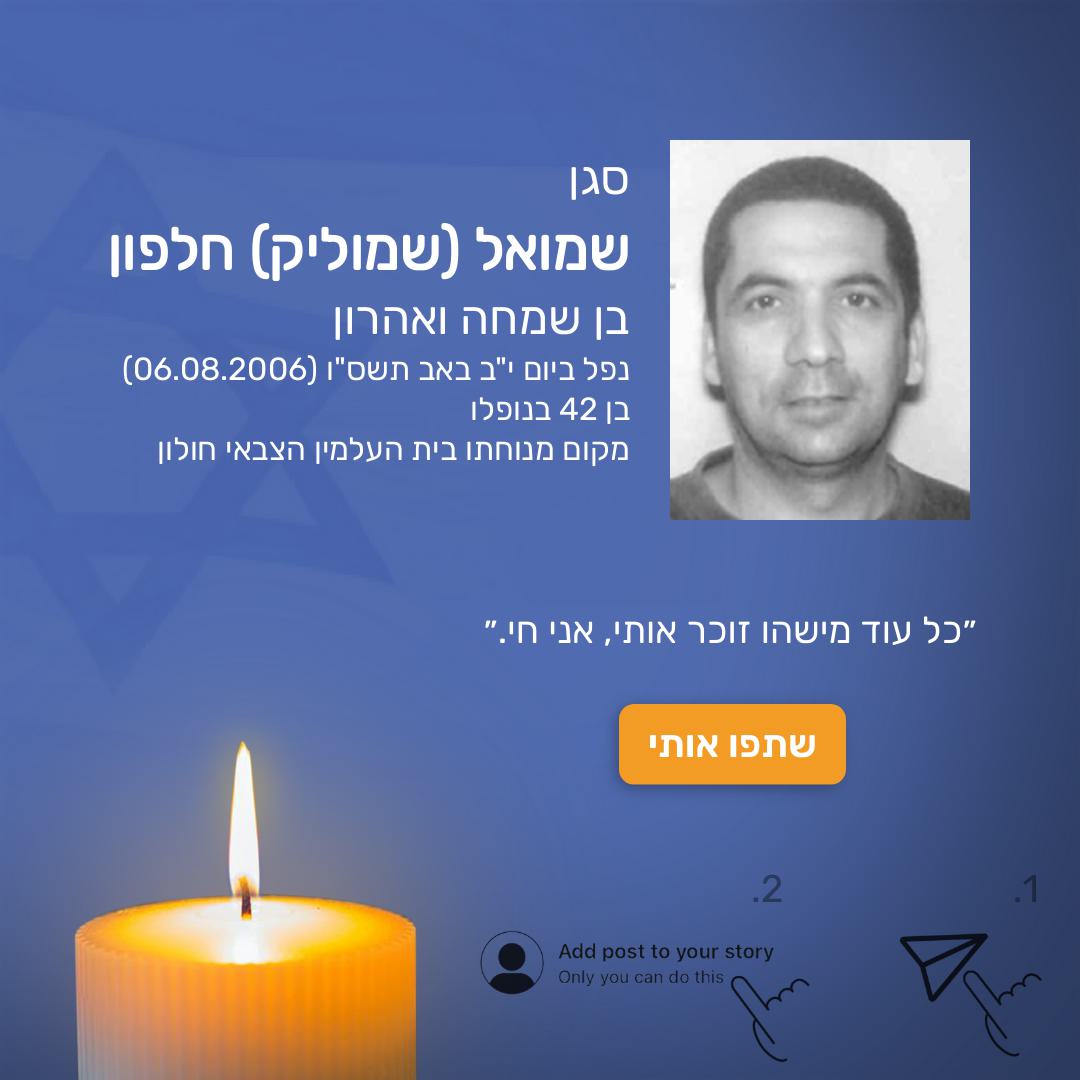 סגן
שמואל (שמוליק) חלפון
בן שמחה ואהרון
נפל ביום י"ב באב תשס"ו (06.08.2006)
בן 42 בנופלו
מקום מנוחתו בית העלמין הצבאי חולון
״כל עוד מישהו זוכר אותי, אני חי.״
שתפו אותי
1.
2.
Add post to your story
Only you can do this